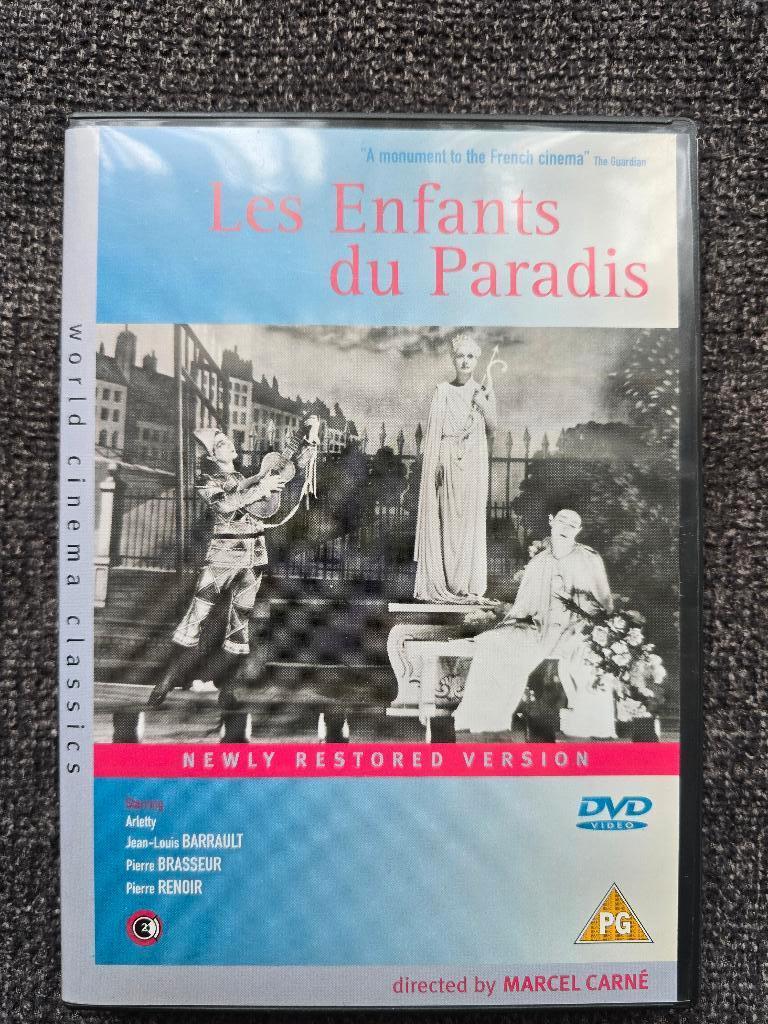 "A monument to the French cinema" The Guardian
Les Enfants
du Paradis
world cinema classics
NEWLY RESTORED VERSION
Starring
Arletty
Jean-Louis BARRAULT
Pierre BRASSEUR
Pierre RENOIR
DVD
VIDEO
2
PG
directed by MARCEL CARNÉ